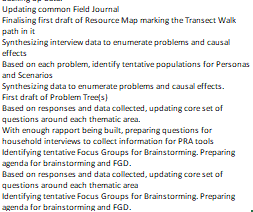 Updating common Field Journal
Finalising first draft of Resource Map marking the Transect Walk
path in it
Synthesizing interview data to enumerate problems and causal
effects
Based on each problem, identify tentative populations for Personas
and Scenarios
Synthesizing data to enumerate problems and causal effects.
First draft of Problem Tree(s)
Based on responses and data collected, updating core set of
questions around each thematic area.
With enough rapport being built, preparing questions for
household interviews to collect information for PRA tools
Identifying tentative Focus Groups for Brainstorming. Preparing
agenda for brainstorming and FGD.
Based on responses and data collected, updating core set of
questions around each thematic area
Identifying tentative Focus Groups for Brainstorming. Preparing
agenda for brainstorming and FGD.